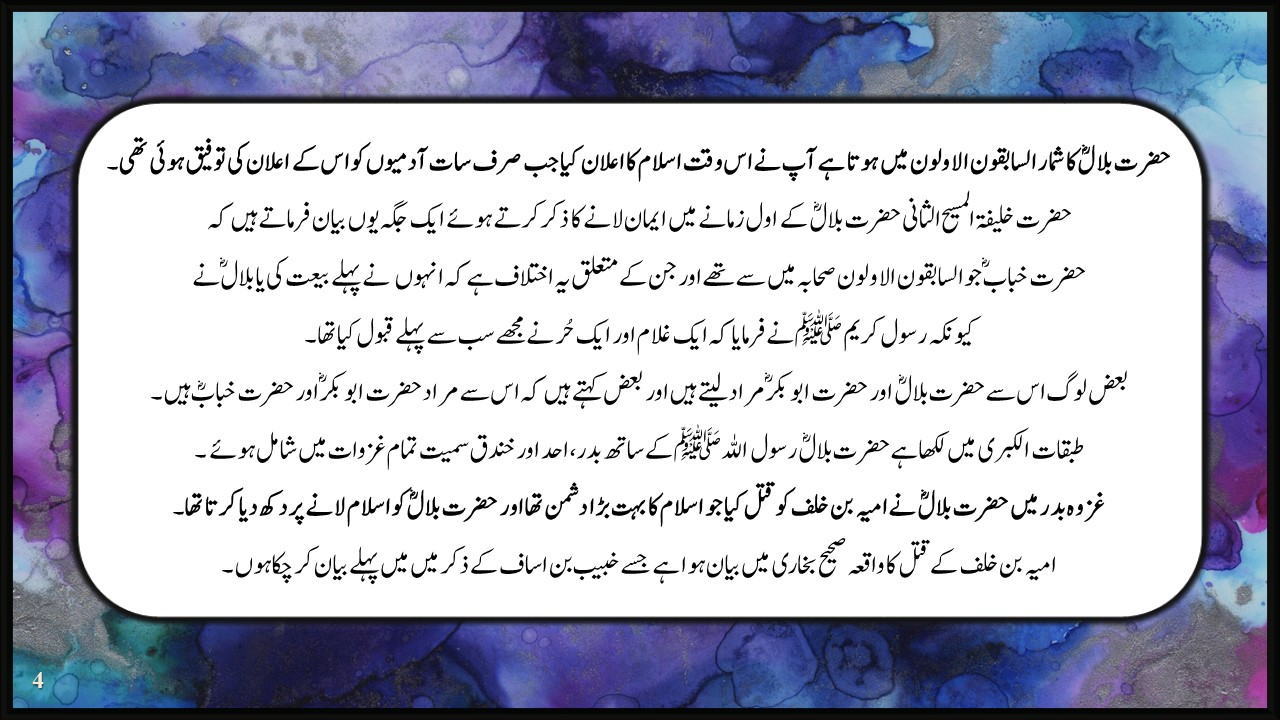 حضرت بلالؓ کا شمار السابقون الاولون میں ہوتا ہے آپ نے اس وقت اسلام کا اعلان کیا جب صرف سات آدمیوں کو اس کے اعلان کی توفیق ہوئی تھی۔
حضرت خلیفۃ المسیح الثانی حضرت بلالؓ کے اول زمانے میں ایمان لانے کا ذکر کرتے ہوئے ایک جگہ یوں بیان فرماتے ہیں کہ
حضرت خبابؓ جو السابقون الاولون صحابہ میں سے تھے اور جن کے متعلق یہ اختلاف ہے کہ انہوں نے پہلے بیعت کی یا بلالؓ نے
کیونکہ رسول کریم ﷺ نے فرمایا کہ ایک غلام اور ایک حُر نے مجھے سب سے پہلے قبول کیا تھا۔
بعض لوگ اس سے حضرت بلالؓ اور حضرت ابو بکرؓ مراد لیتے ہیں اور بعض کہتے ہیں کہ اس سے مراد حضرت ابو بکرؓ اور حضرت خبابؓ ہیں۔
طبقات الکبری میں لکھا ہے حضرت بلالؓ رسول اللہ ﷺ کے ساتھ بدر، احد اور خندق سمیت تمام غزوات میں شامل ہوئے ۔
غزوہ بدر میں حضرت بلالؓ نے امیہ بن خلف کو قتل کیا جو اسلام کا بہت بڑا دشمن تھا اور حضرت بلالؓ کو اسلام لانے پر دکھ دیا کرتا تھا۔
امیہ بن خلف کے قتل کا واقعہ صحیح بخاری میں بیان ہوا ہے جسے خبیب بن اساف کے ذکر میں میں پہلے بیان کر چکا ہوں۔
4